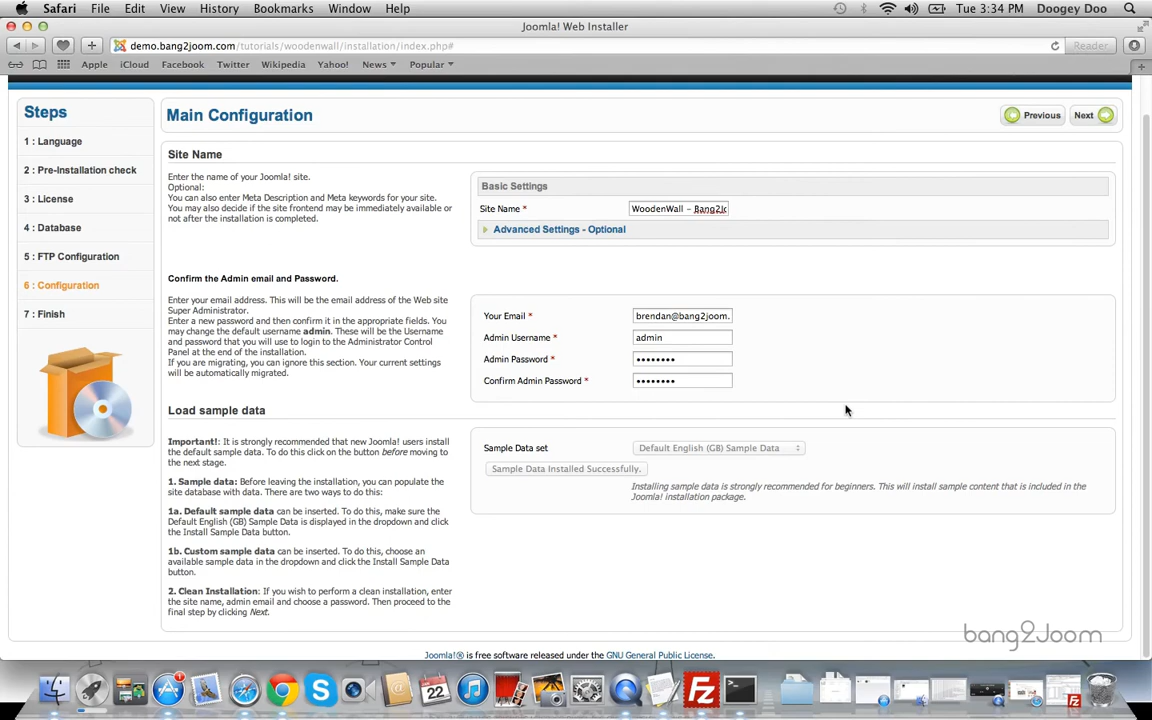 Safari File Edit View History Bookmarks Window Help Tue 3:34 PM Doogey Doo
Joomla! Web Installer
demo.bang2joom.com/tutorials/woodenwall/installation/index.php# Reader
Apple iCloud Facebook Twitter Wikipedia Yahoo! News Popular
Steps
1 : Language
2 : Pre-Installation check
3 : License
4 : Database
5 : FTP Configuration
6 : Configuration
7 : Finish
Main Configuration
Previous Next
Site Name
Enter the name of your Joomla! site.
Optional:
You can also enter Meta Description and Meta keywords for your site.
You may also decide if the site frontend may be immediately available or
not after the installation is completed.
Basic Settings
Site Name * WoodenWall – Bang2Jo
Advanced Settings - Optional
Confirm the Admin email and Password.
Enter your email address. This will be the email address of the Web site
Super Administrator.
Enter a new password and then confirm it in the appropriate fields. You
may change the default username admin. These will be the Username
and password that you will use to login to the Administrator Control
Panel at the end of the installation.
If you are migrating, you can ignore this section. Your current settings
will be automatically migrated.
Your Email * brendan@bang2joom.
Admin Username * admin
Admin Password * ••••••••
Confirm Admin Password * ••••••••
Load sample data
Important!: It is strongly recommended that new Joomla! users install
the default sample data. To do this click on the button before moving to
the next stage.
1. Sample data: Before leaving the installation, you can populate the
site database with data. There are two ways to do this:
1a. Default sample data can be inserted. To do this, make sure the
Default English (GB) Sample Data is displayed in the dropdown and click
the Install Sample Data button.
1b. Custom sample data can be inserted. To do this, choose an
available sample data in the dropdown and click the Install Sample Data
button.
2. Clean Installation: If you wish to perform a clean installation, enter
the site name, admin email and choose a password. Then proceed to the
final step by clicking Next.
Sample Data set Default English (GB) Sample Data
Sample Data Installed Successfully.
Installing sample data is strongly recommended for beginners. This will install sample content that is included in the
Joomla! installation package.
bang2Joom
Joomla!® is free software released under the GNU General Public License.
1
22
Fz